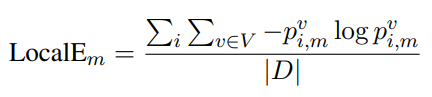 LocalE_m = \frac{\sum_i \sum_{v \in V} -p_{i,m}^v \log p_{i,m}^v}{|D|}